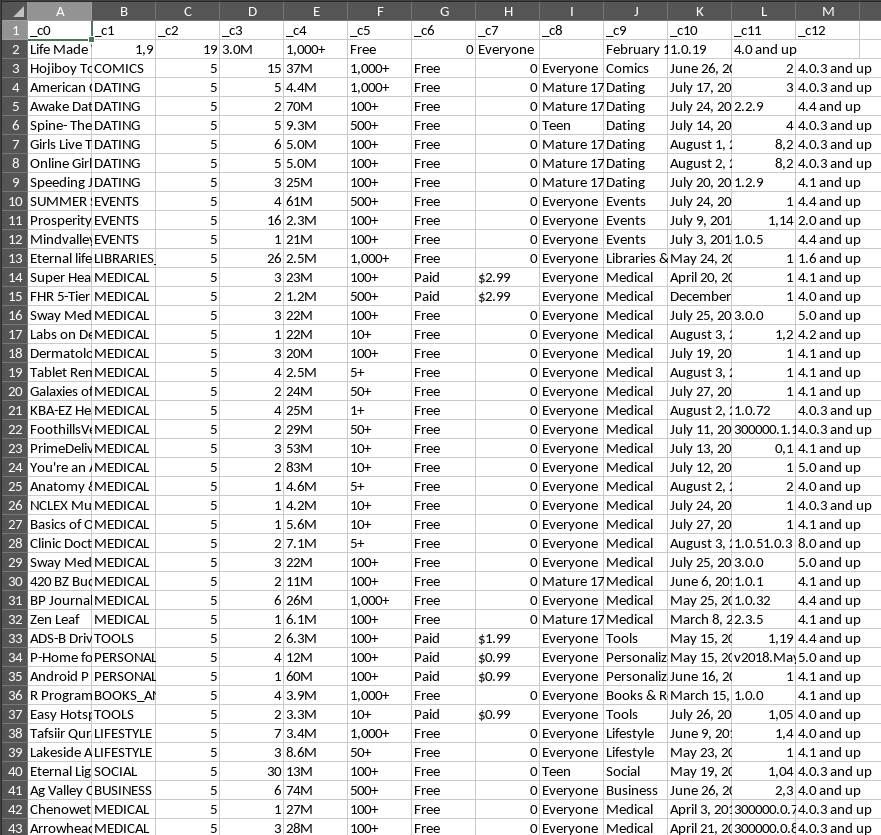 A B C D E F G H I J K L M
1 _c0 _c1 _c2 _c3 _c4 _c5 _c6 _c7 _c8 _c9 _c10 _c11 _c12
2 Life Made 1,9 19 3.0M 1,000+ Free 0 Everyone February 1 1.0.19 4.0 and up
3 Hojiboy To COMICS 5 15 37M 1,000+ Free 0 Everyone Comics June 26, 20 2 4.0.3 and up
4 American DATING 5 5 4.4M 1,000+ Free 0 Mature 17 Dating July 17, 20 3 4.0.3 and up
5 Awake Dat DATING 5 2 70M 100+ Free 0 Mature 17 Dating July 24, 20 2.2.9 4.4 and up
6 Spine- The DATING 5 5 9.3M 500+ Free 0 Teen Dating July 14, 20 4 4.0.3 and up
7 Girls Live T DATING 5 6 5.0M 100+ Free 0 Mature 17 Dating August 1, 8,2 4.0.3 and up
8 Online Girl DATING 5 5 5.0M 100+ Free 0 Mature 17 Dating August 2, 8,2 4.0.3 and up
9 Speeding J DATING 5 3 25M 100+ Free 0 Mature 17 Dating July 20, 20 1.2.9 4.1 and up
10 SUMMER EVENTS 5 4 61M 500+ Free 0 Everyone Events July 24, 20 1 4.4 and up
11 Prosperity EVENTS 5 16 2.3M 100+ Free 0 Everyone Events July 9, 201 1,14 2.0 and up
12 Mindvalley EVENTS 5 1 21M 100+ Free 0 Everyone Events July 3, 201 1.0.5 4.4 and up
13 Eternal life LIBRARIES_ 5 26 2.5M 1,000+ Free 0 Everyone Libraries & May 24, 20 1 1.6 and up
14 Super Hea MEDICAL 5 3 23M 100+ Paid $2.99 Everyone Medical April 20, 20 1 4.1 and up
15 FHR 5-Tier MEDICAL 5 2 1.2M 500+ Paid $2.99 Everyone Medical December 1 4.0 and up
16 Sway Med MEDICAL 5 3 22M 100+ Free 0 Everyone Medical July 25, 20 3.0.0 5.0 and up
17 Labs on De MEDICAL 5 1 22M 10+ Free 0 Everyone Medical August 3, 1,2 4.2 and up
18 Dermatolo MEDICAL 5 3 20M 100+ Free 0 Everyone Medical July 19, 20 1 4.1 and up
19 Tablet Ren MEDICAL 5 4 2.5M 5+ Free 0 Everyone Medical August 3, 1 4.1 and up
20 Galaxies of MEDICAL 5 2 24M 50+ Free 0 Everyone Medical July 27, 20 1 4.1 and up
21 KBA-EZ He MEDICAL 5 4 25M 1+ Free 0 Everyone Medical August 2, 1.0.72 4.0.3 and up
22 FoothillsVe MEDICAL 5 2 29M 50+ Free 0 Everyone Medical July 11, 20 300000.1.1 4.0.3 and up
23 PrimeDeliv MEDICAL 5 3 53M 10+ Free 0 Everyone Medical July 13, 20 0,1 4.1 and up
24 You're an MEDICAL 5 2 83M 10+ Free 0 Everyone Medical July 12, 20 1 5.0 and up
25 Anatomy & MEDICAL 5 1 4.6M 5+ Free 0 Everyone Medical August 2, 2 4.0 and up
26 NCLEX Mu MEDICAL 5 1 4.2M 10+ Free 0 Everyone Medical July 24, 20 1 4.0.3 and up
27 Basics of O MEDICAL 5 1 5.6M 10+ Free 0 Everyone Medical July 27, 20 1 4.1 and up
28 Clinic Doct MEDICAL 5 2 7.1M 5+ Free 0 Everyone Medical August 3, 1.0.51.0.3 8.0 and up
29 Sway Med MEDICAL 5 3 22M 100+ Free 0 Everyone Medical July 25, 20 3.0.0 5.0 and up
30 420 BZ Bud MEDICAL 5 2 11M 100+ Free 0 Mature 17 Medical June 6, 201 1.0.1 4.1 and up
31 BP Journal MEDICAL 5 6 26M 1,000+ Free 0 Everyone Medical May 25, 20 1.0.32 4.4 and up
32 Zen Leaf MEDICAL 5 1 6.1M 100+ Free 0 Mature 17 Medical March 8, 2 2.3.5 4.1 and up
33 ADS-B Driv TOOLS 5 2 6.3M 100+ Paid $1.99 Everyone Tools May 15, 20 1,19 4.4 and up
34 P-Home fo PERSONAL 5 4 12M 100+ Paid $0.99 Everyone Personaliz May 15, 20 v2018.May 5.0 and up
35 Android P PERSONAL 5 1 60M 100+ Paid $0.99 Everyone Personaliz June 16, 20 1 4.1 and up
36 R Program BOOKS_AN 5 4 3.9M 1,000+ Free 0 Everyone Books & R March 15, 1.0.0 4.1 and up
37 Easy Hotsp TOOLS 5 2 3.3M 10+ Paid $0.99 Everyone Tools July 26, 20 1,05 4.0 and up
38 Tafsiir Qur LIFESTYLE 5 7 3.4M 1,000+ Free 0 Everyone Lifestyle June 9, 201 1,4 4.0 and up
39 Lakeside A LIFESTYLE 5 3 8.6M 50+ Free 0 Everyone Lifestyle May 23, 20 1 4.1 and up
40 Eternal Lig SOCIAL 5 30 13M 100+ Free 0 Teen Social May 19, 20 1,04 4.0.3 and up
41 Ag Valley C BUSINESS 5 6 74M 500+ Free 0 Everyone Business June 26, 20 2,3 4.0 and up
42 Chenowet MEDICAL 5 1 27M 100+ Free 0 Everyone Medical April 3, 201 300000.0.7 4.0.3 and up
43 Arrowhead MEDICAL 5 3 28M 100+ Free 0 Everyone Medical April 21, 20 300000.0.8 4.0.3 and up